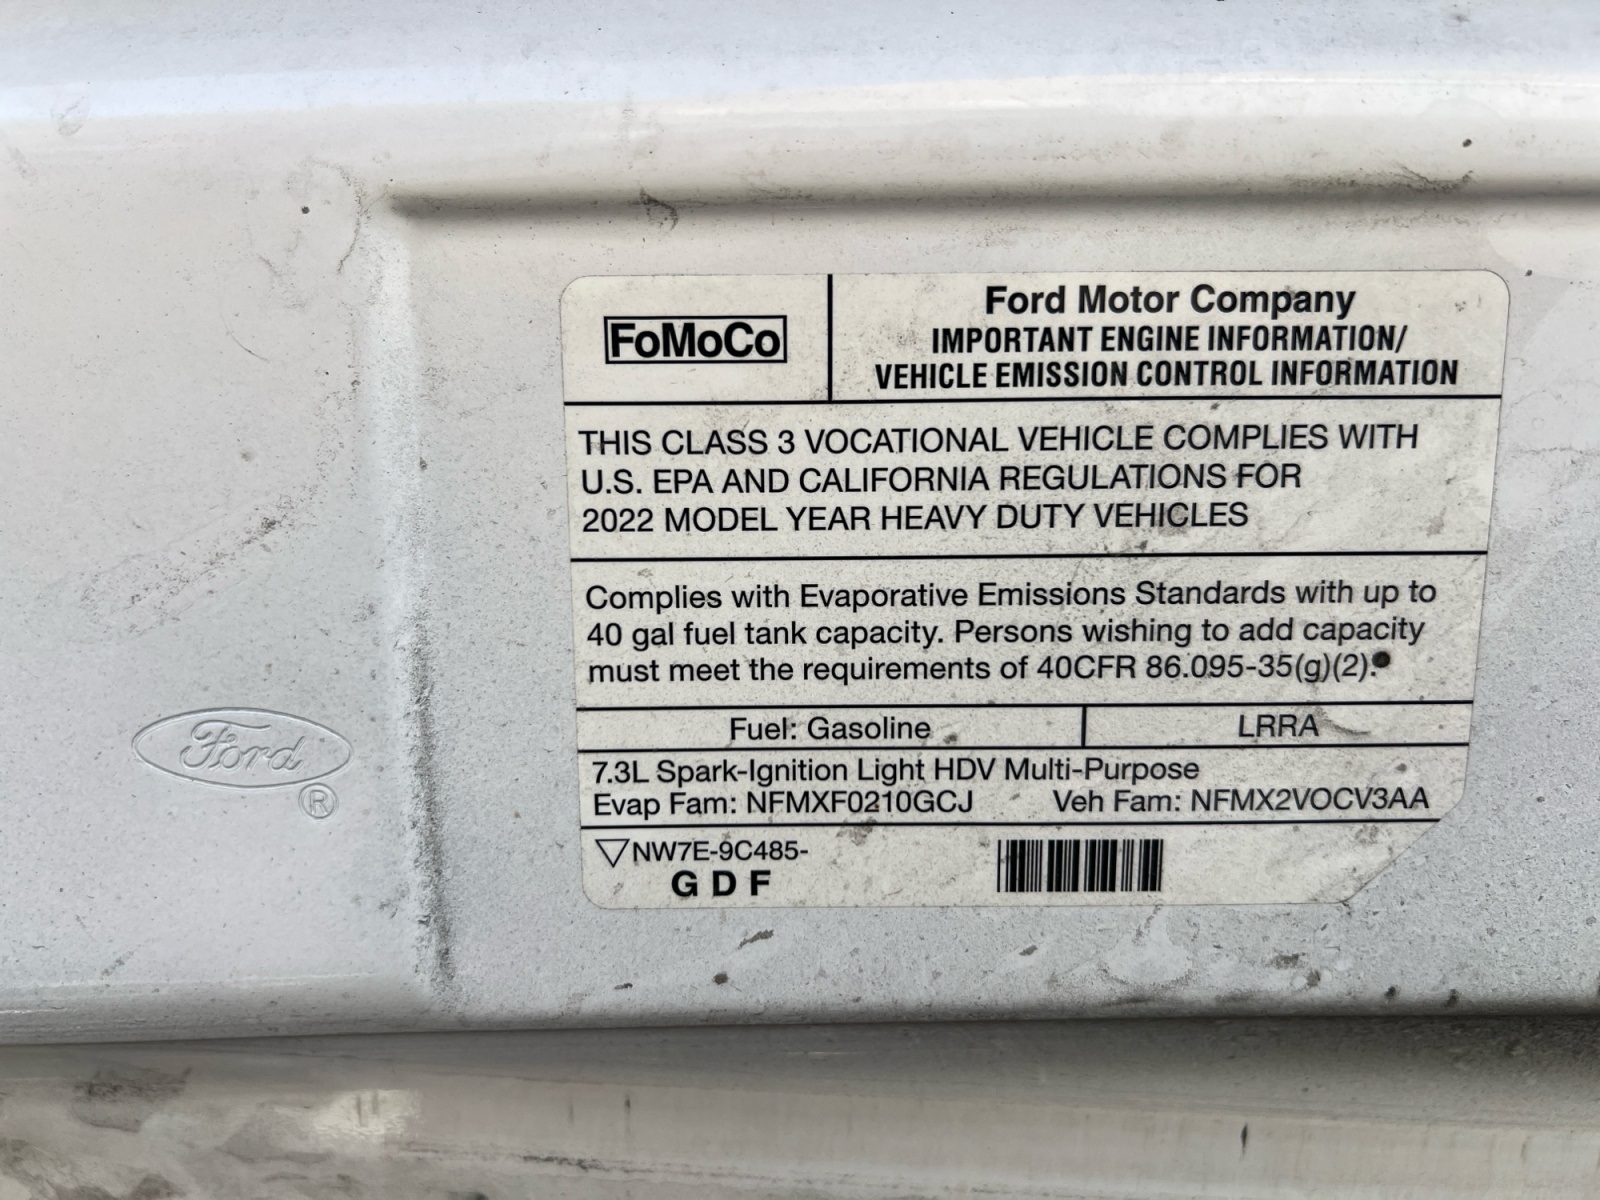 FoMoCo
Ford Motor Company
IMPORTANT ENGINE INFORMATION/
VEHICLE EMISSION CONTROL INFORMATION
THIS CLASS 3 VOCATIONAL VEHICLE COMPLIES WITH
U.S. EPA AND CALIFORNIA REGULATIONS FOR
2022 MODEL YEAR HEAVY DUTY VEHICLES
Complies with Evaporative Emissions Standards with up to
40 gal fuel tank capacity. Persons wishing to add capacity
must meet the requirements of 40CFR 86.095-35(g)(2).
Fuel: Gasoline LRRA
7.3L Spark-Ignition Light HDV Multi-Purpose
Evap Fam: NFMXF0210GCJ Veh Fam: NFMX2VOCV3AA
▽NW7E-9C485-
G D F
Ford
®